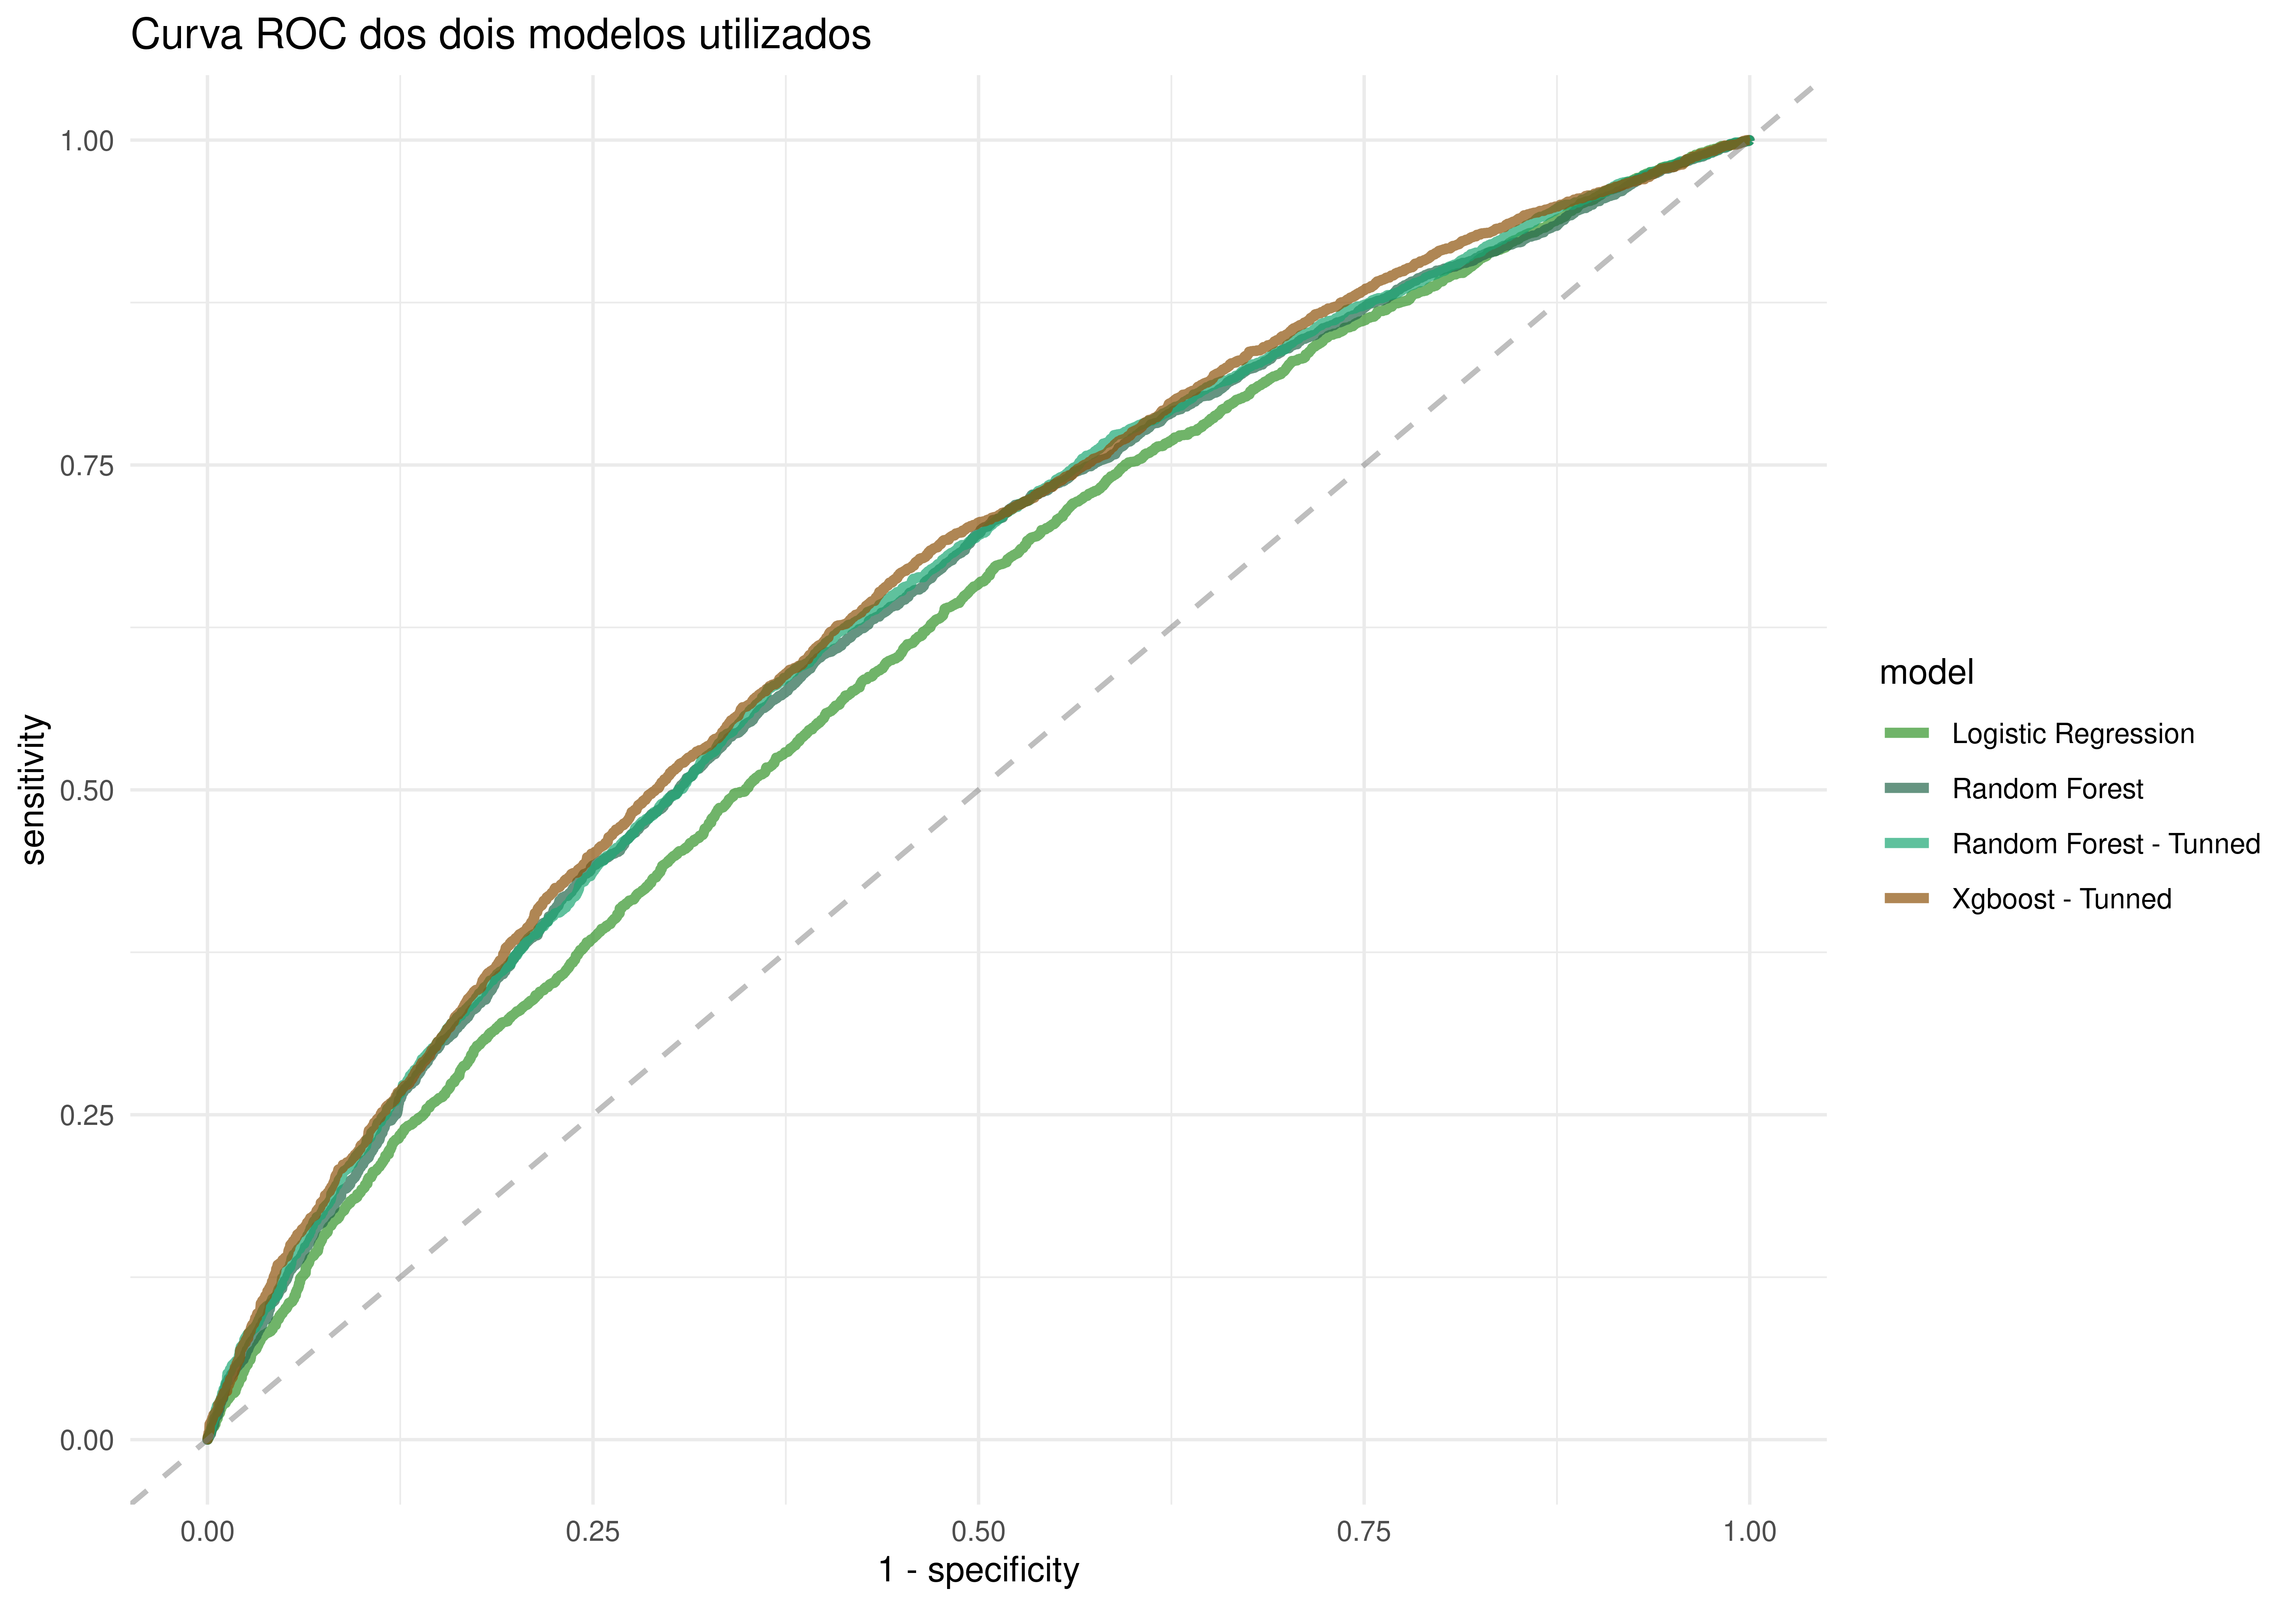 Curva ROC dos dois modelos utilizados
1.00
0.75
0.50
0.25
0.00
sensitivity
0.00
0.25
0.50
0.75
1.00
1 - specificity
model
Logistic Regression
Random Forest
Random Forest - Tunned
Xgboost - Tunned